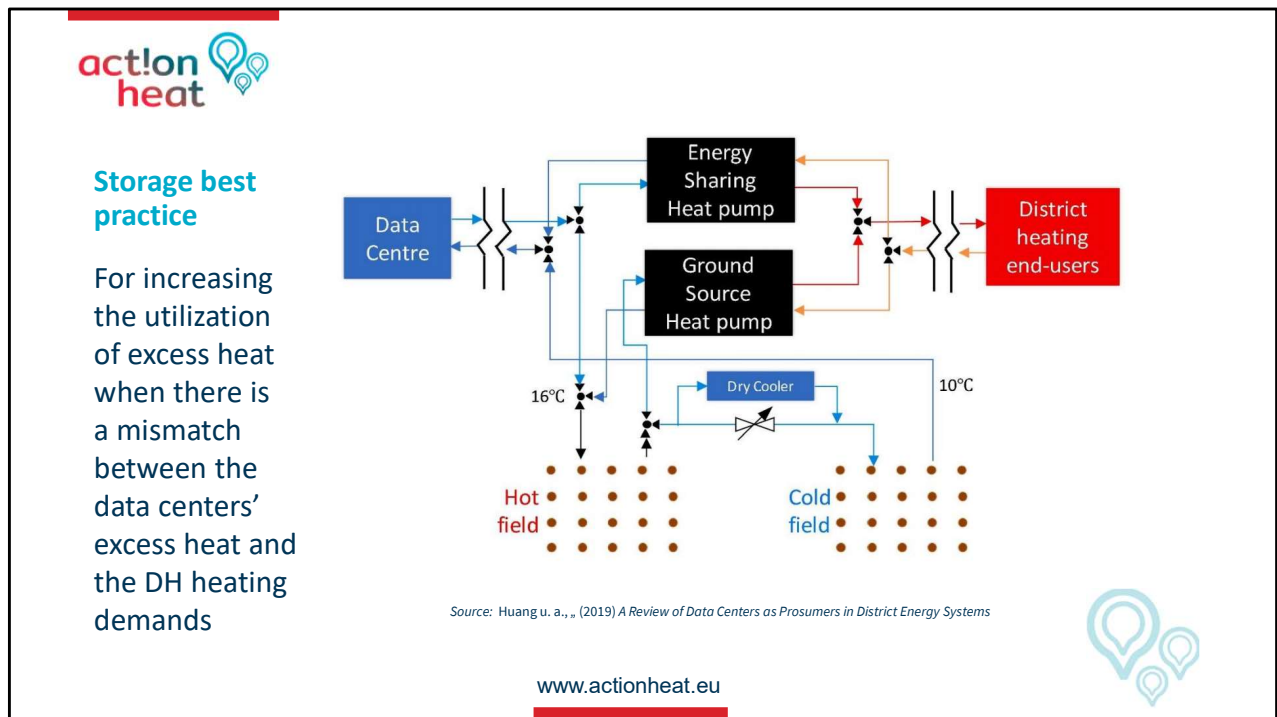 act!on
heat
Storage best
practice
For increasing
the utilization
of excess heat
when there is
a mismatch
between the
data centers’
excess heat and
the DH heating
demands
Data
Centre
Energy
Sharing
Heat pump
Ground
Source
Heat pump
District
heating
end-users
16°C
Dry Cooler
10°C
Hot
field
Cold
field
Source: Huang u. a., „ (2019) A Review of Data Centers as Prosumers in District Energy Systems
www.actionheat.eu